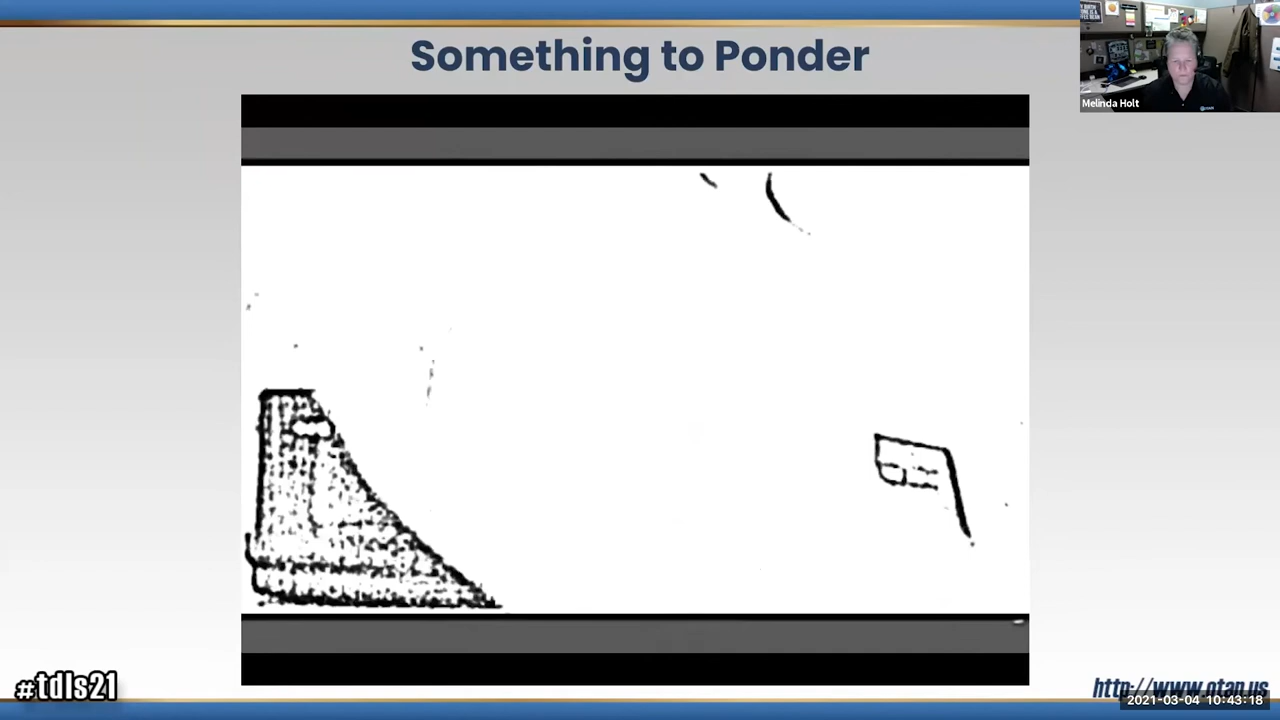 Something to Ponder
Melinda Holt
#tdls21
http://www.otan.us
2021-03-04 10:43:18